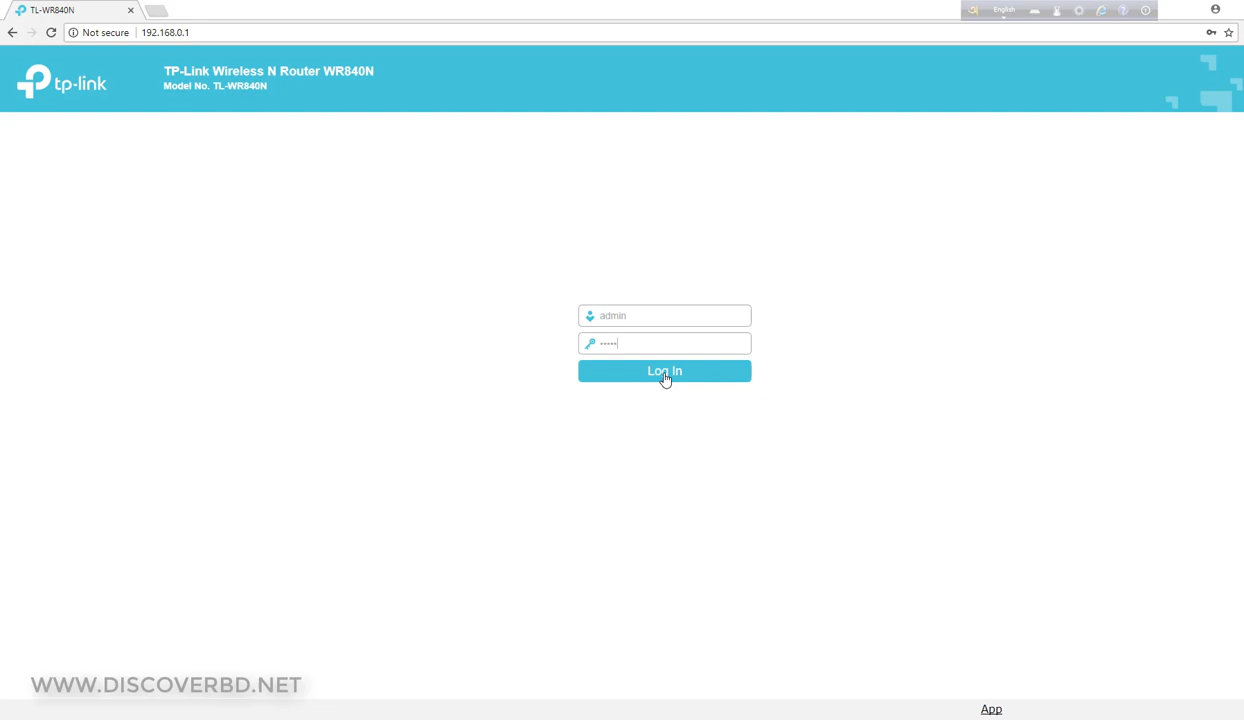 TL-WR840N
English
Not secure
192.168.0.1
tp-link
TP-Link Wireless N Router WR840N
Model No. TL-WR840N
admin
•••••
Log In
WWW.DISCOVERBD.NET
App